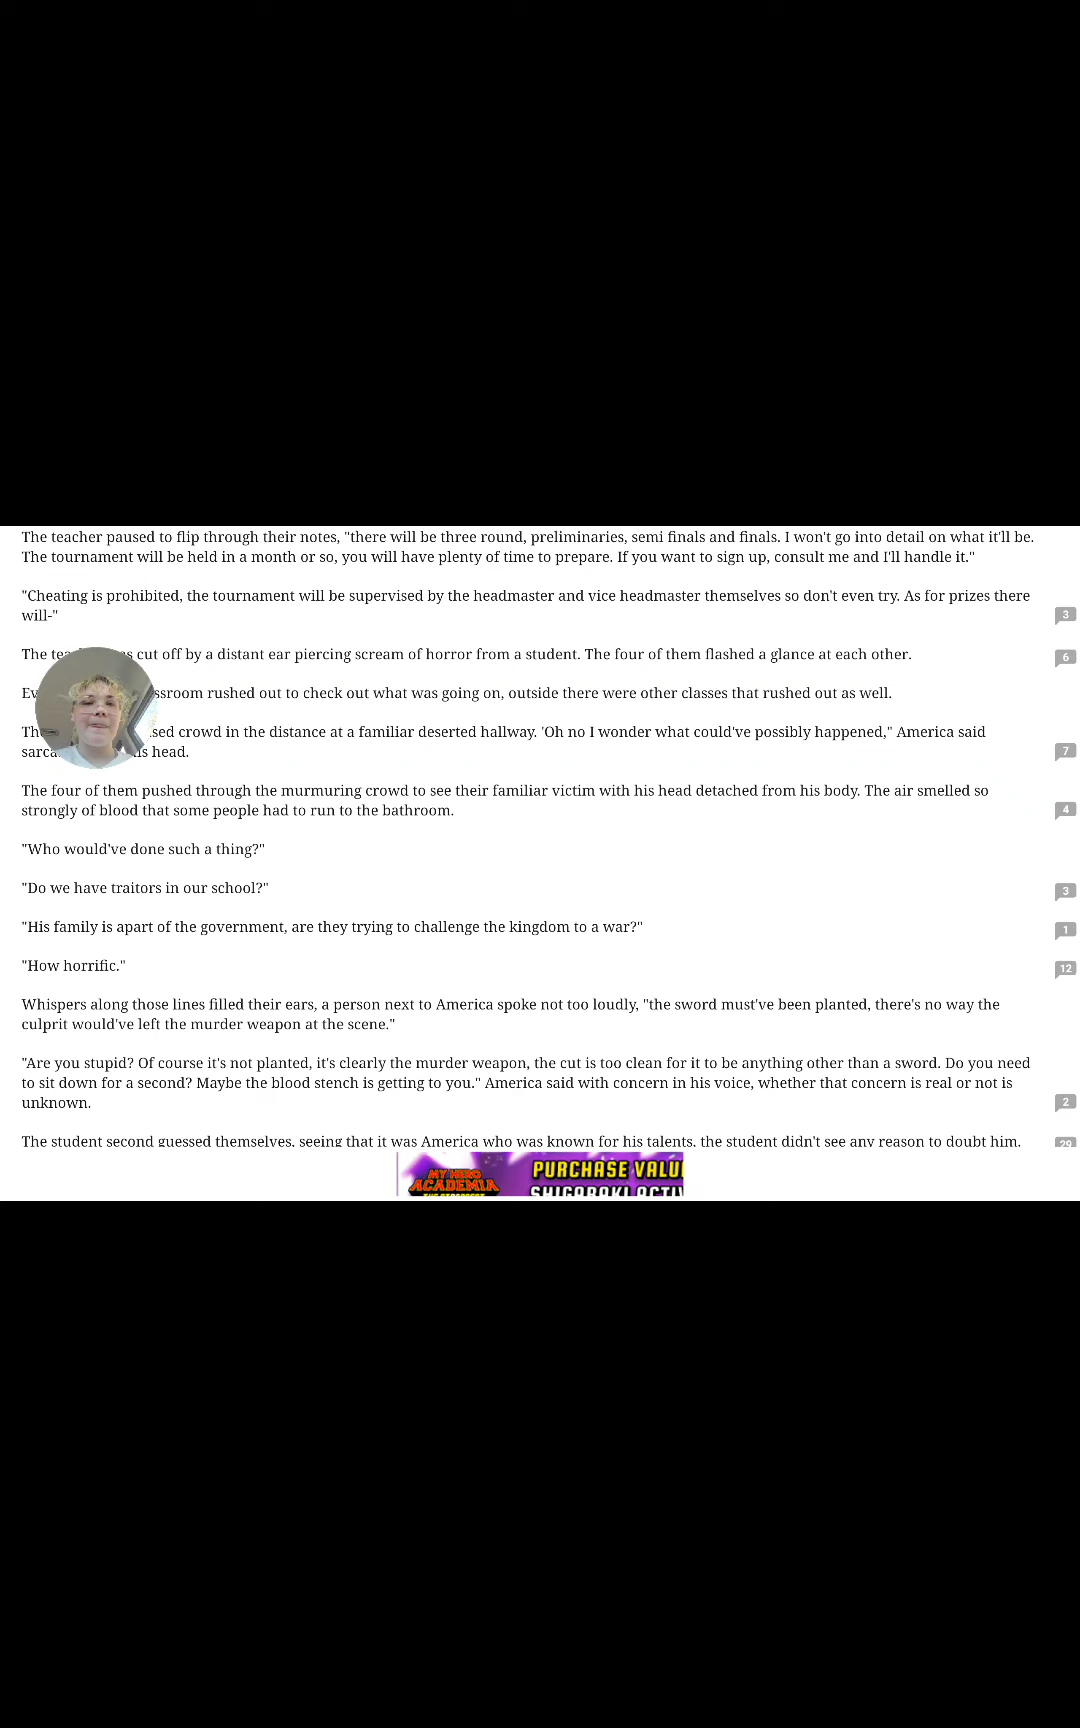 The teacher paused to flip through their notes, "there will be three round, preliminaries, semi finals and finals. I won't go into detail on what it'll be.
The tournament will be held in a month or so, you will have plenty of time to prepare. If you want to sign up, consult me and I'll handle it."
"Cheating is prohibited, the tournament will be supervised by the headmaster and vice headmaster themselves so don't even try. As for prizes there
will-"
3
The cut off by a distant ear piercing scream of horror from a student. The four of them flashed a glance at each other.
6
rushed out to check out what was going on, outside there were other classes that rushed out as well.
crowd in the distance at a familiar deserted hallway. 'Oh no I wonder what could've possibly happened," America said
head.
7
The four of them pushed through the murmuring crowd to see their familiar victim with his head detached from his body. The air smelled so
strongly of blood that some people had to run to the bathroom.
4
"Who would've done such a thing?"
"Do we have traitors in our school?"
3
"His family is apart of the government, are they trying to challenge the kingdom to a war?"
1
"How horrific."
12
Whispers along those lines filled their ears, a person next to America spoke not too loudly, "the sword must've been planted, there's no way the
culprit would've left the murder weapon at the scene."
"Are you stupid? Of course it's not planted, it's clearly the murder weapon, the cut is too clean for it to be anything other than a sword. Do you need
to sit down for a second? Maybe the blood stench is getting to you." America said with concern in his voice, whether that concern is real or not is
unknown.
2
The student second guessed themselves, seeing that it was America who was known for his talents, the student didn't see any reason to doubt him.
29
MY HERO
ACADEMIA
THE STRONGEST
PURCHASE VALU
SHIGARAKI ACTIV